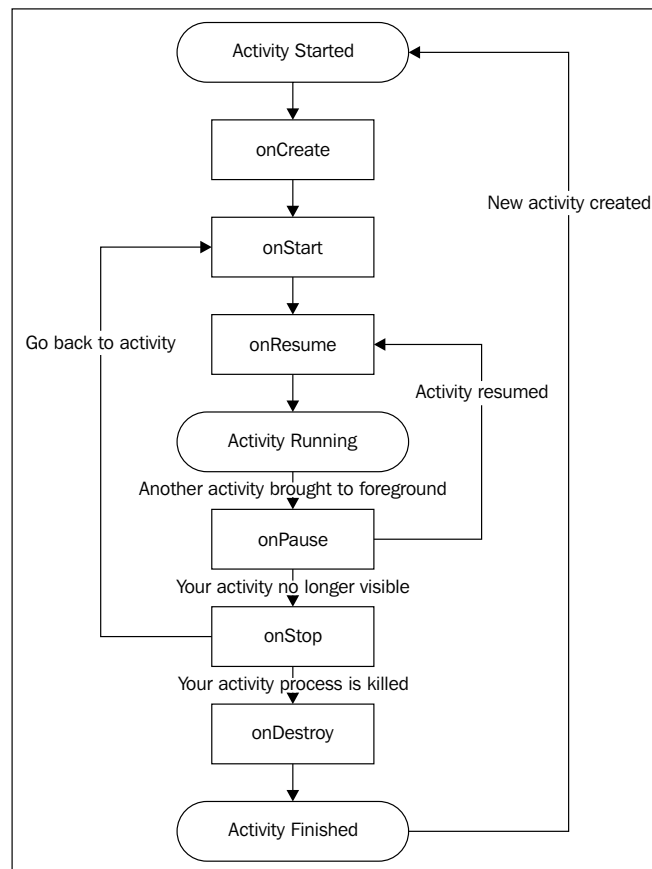 Activity Started
onCreate
New activity created
onStart
Go back to activity
onResume
Activity resumed
Activity Running
Another activity brought to foreground
onPause
Your activity no longer visible
onStop
Your activity process is killed
onDestroy
Activity Finished